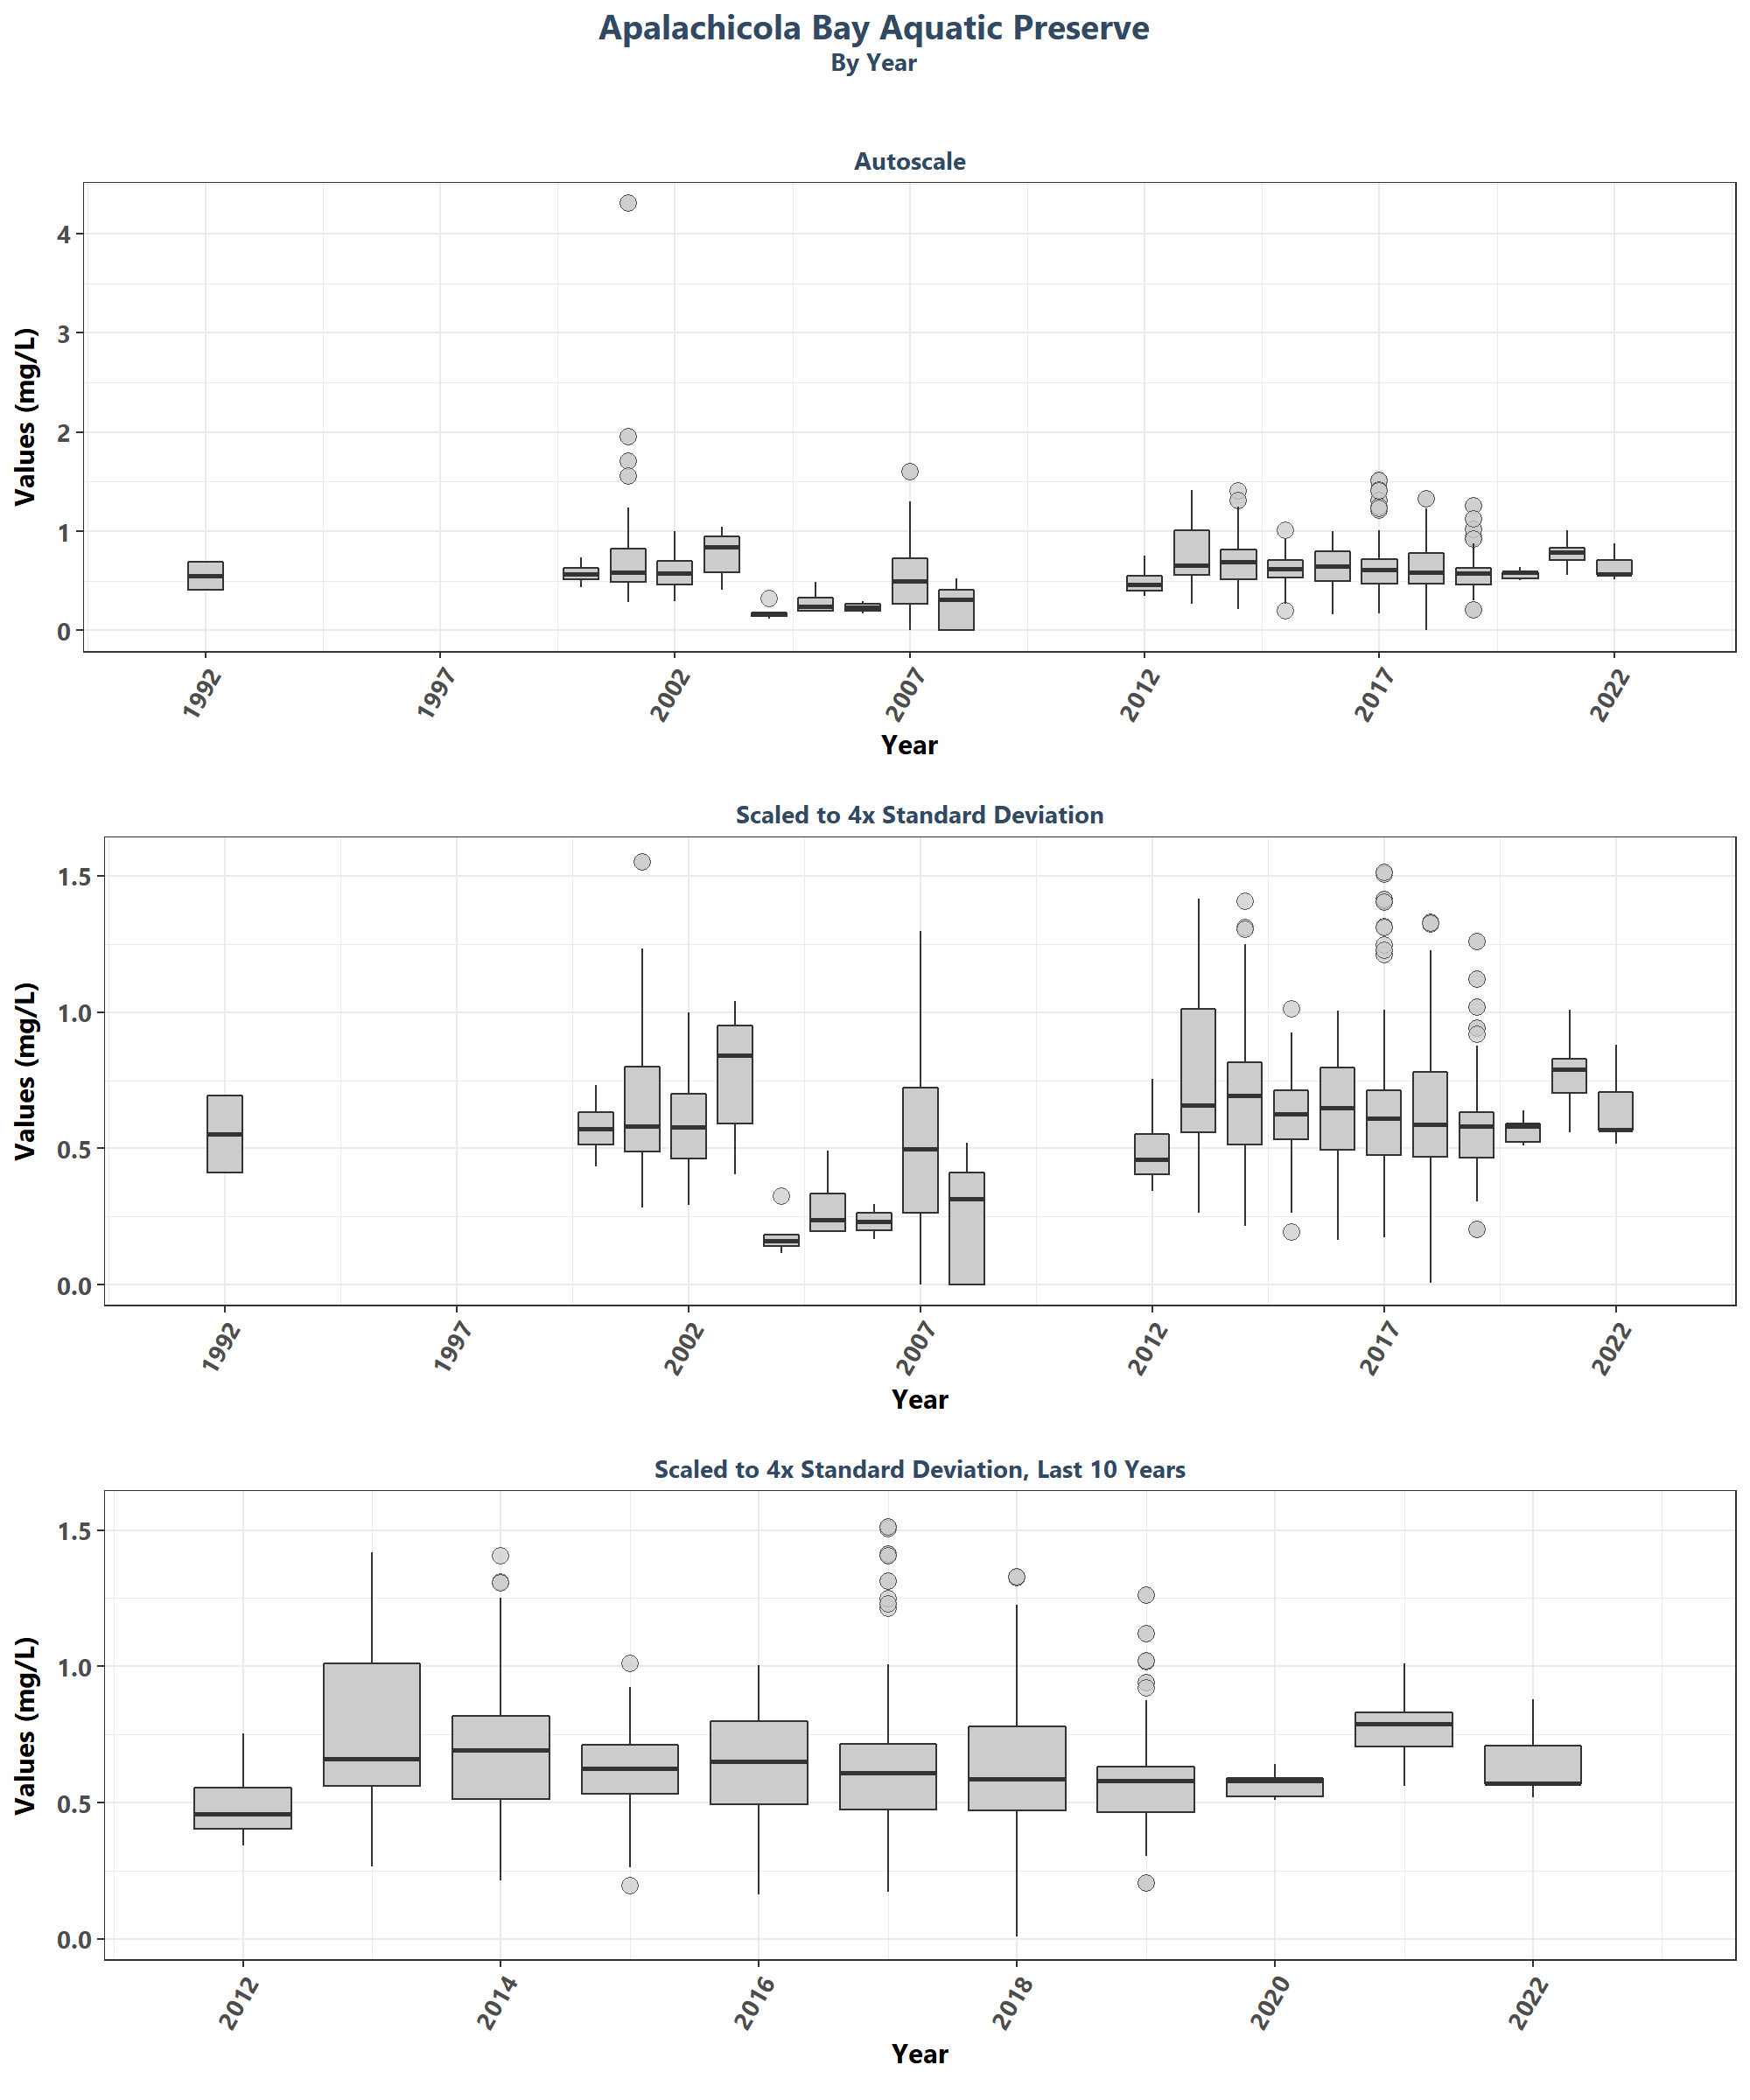 Apalachicola Bay Aquatic Preserve
By Year
Autoscale
Values (mg/L)
4
3
2
1
0
1992 1997 2002 2007 2012 2017 2022
Year
Scaled to 4x Standard Deviation
Values (mg/L)
1.5
1.0
0.5
0.0
1992 1997 2002 2007 2012 2017 2022
Year
Scaled to 4x Standard Deviation, Last 10 Years
Values (mg/L)
1.5
1.0
0.5
0.0
2012 2014 2016 2018 2020 2022
Year